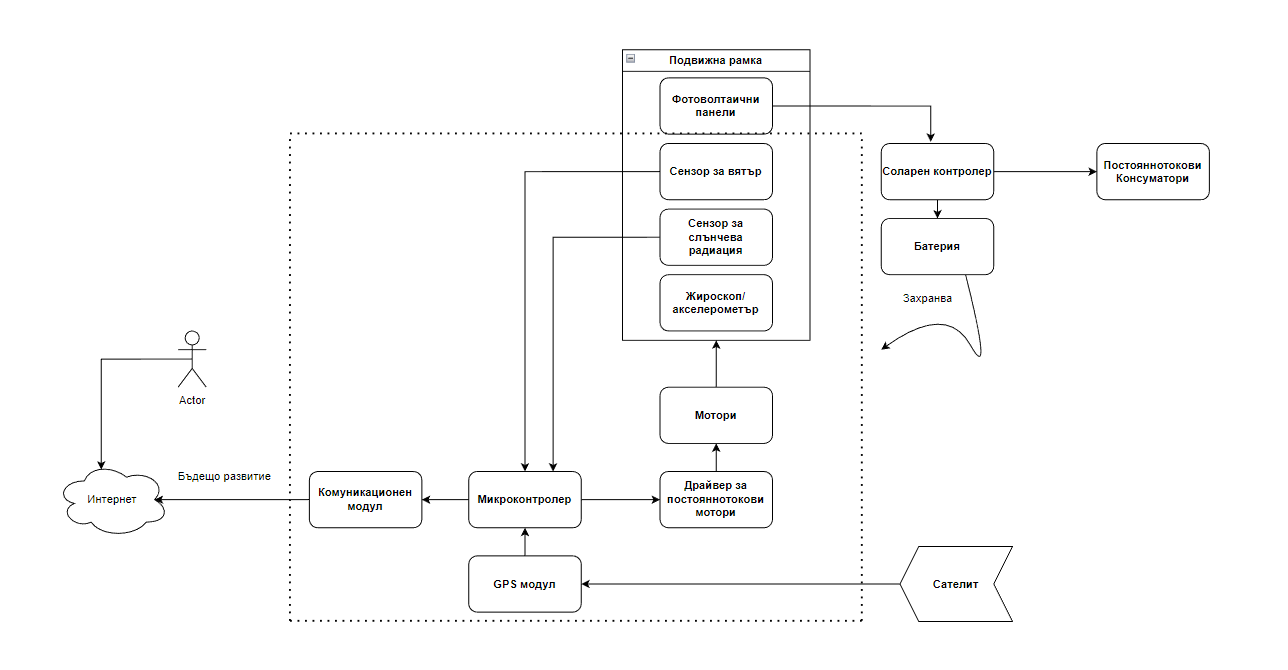 Подвижна рамка
Фотоволтаични
панели
Сензор за вятър
Соларен контролер
Постояннотокови
Консуматори
Сензор за
слънчева
радиация
Батерия
Жироскоп/
акселерометър
Захранва
Actor
Мотори
Бъдещо развитие
Интернет
Комуникационен
модул
Микроконтролер
Драйвер за
постояннотокови
мотори
GPS модул
Сателит